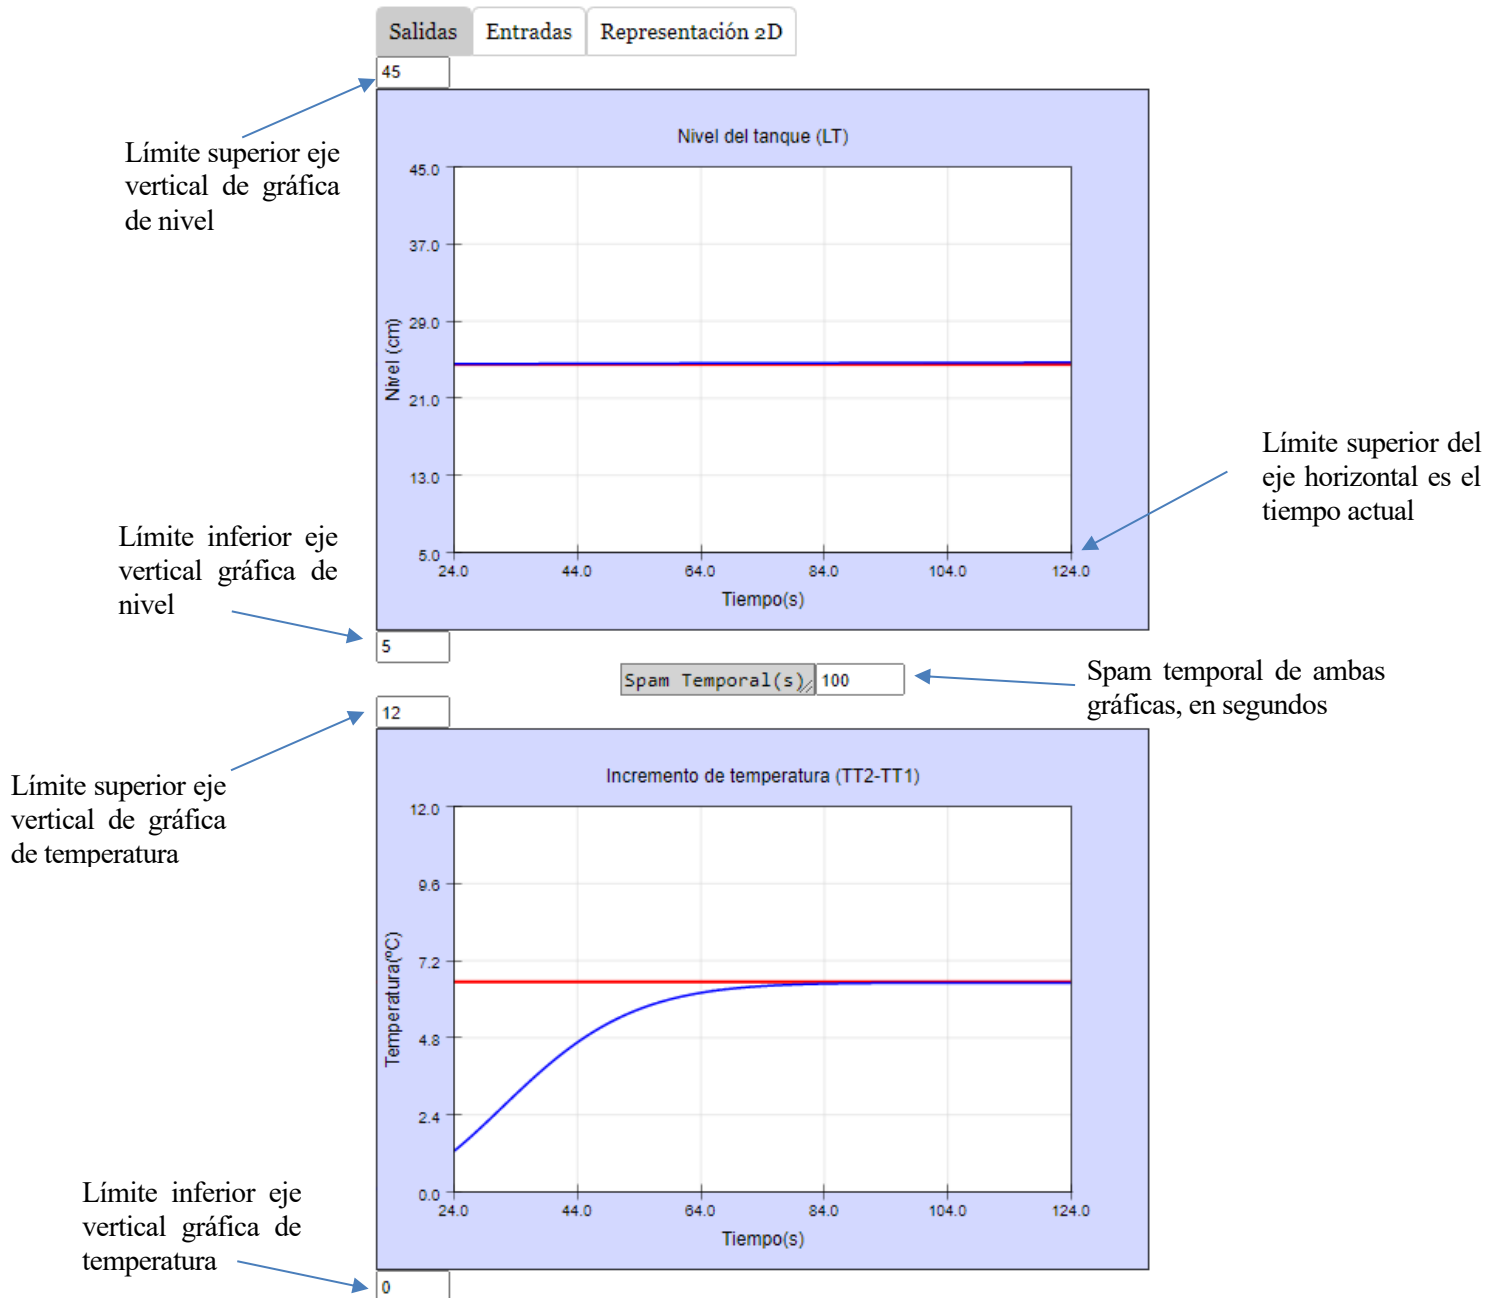 Salidas Entradas Representación 2D
45
Límite superior eje
vertical de gráfica
de nivel
Nivel del tanque (LT)
45.0
37.0
29.0
21.0
13.0
5.0
Nivel (cm)
24.0 44.0 64.0 84.0 104.0 124.0
Tiempo(s)
Límite superior del
eje horizontal es el
tiempo actual
Límite inferior eje
vertical gráfica de
nivel
5
Spam Temporal(s) 100
Spam temporal de ambas
gráficas, en segundos
12
Límite superior eje
vertical de gráfica
de temperatura
Incremento de temperatura (TT2-TT1)
12.0
9.6
7.2
4.8
2.4
0.0
Temperatura(ºC)
24.0 44.0 64.0 84.0 104.0 124.0
Tiempo(s)
Límite inferior eje
vertical gráfica de
temperatura
0